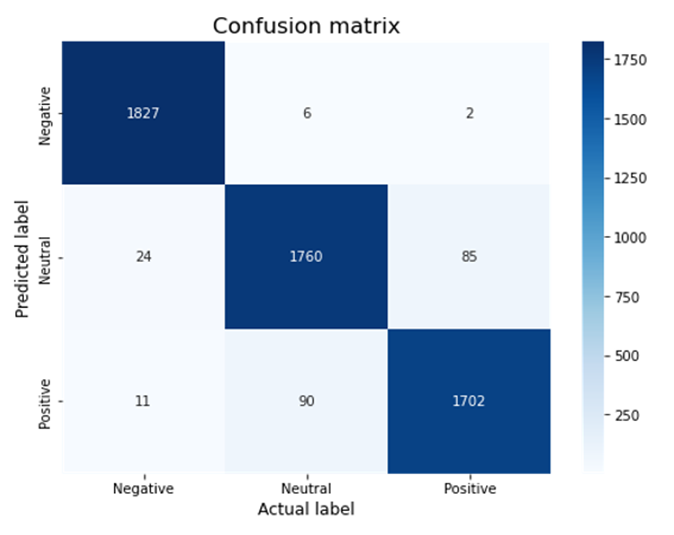 Confusion matrix
Predicted label
Negative
1827 6 2
Neutral
24 1760 85
Positive
11 90 1702
Negative Neutral Positive
Actual label
1750
1500
1250
1000
750
500
250